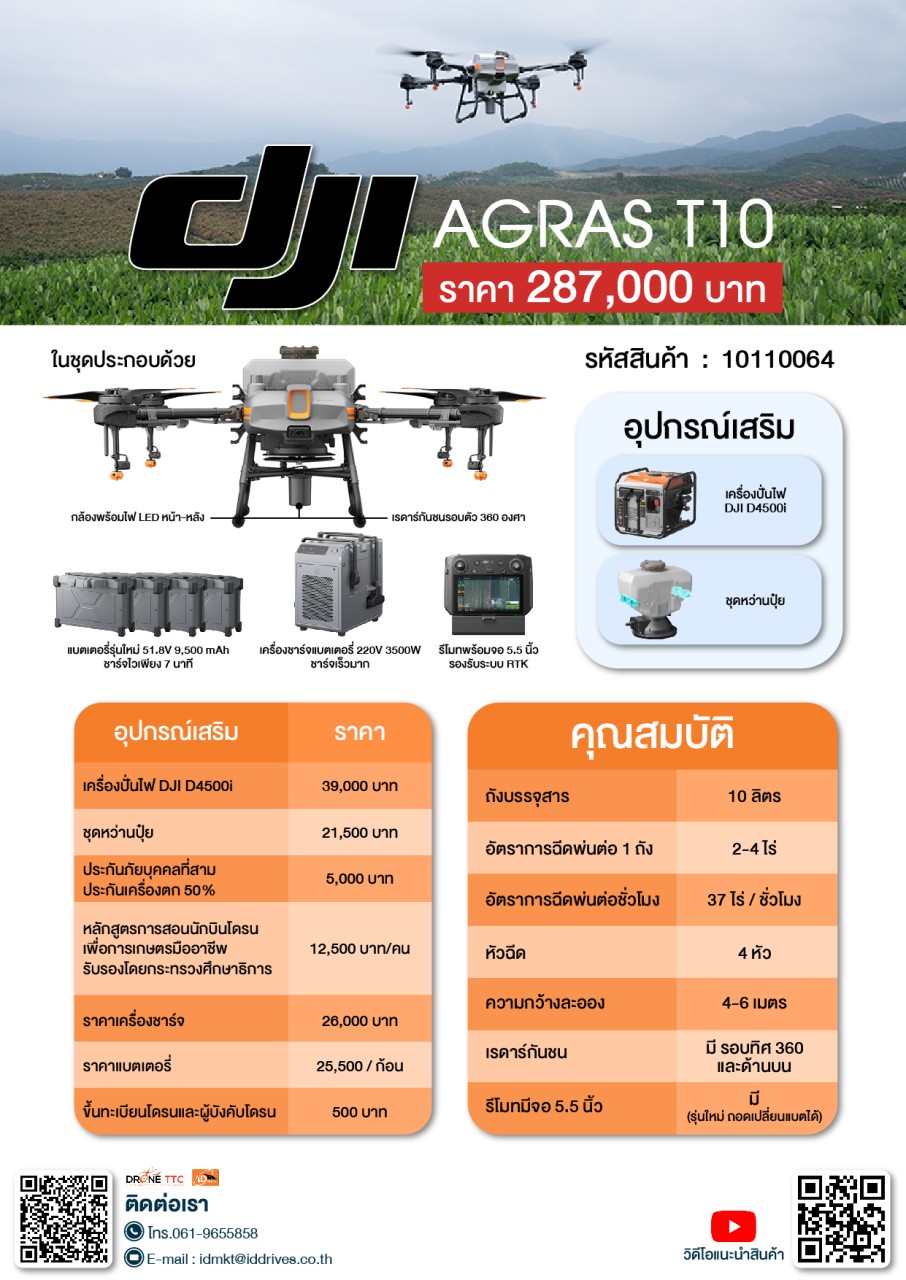 dji
AGRAS T10
ราคา 287,000 บาท
ในชุดประกอบด้วย
รหัสสินค้า : 10110064
กล้องพร้อมไฟ LED หน้า-หลัง
เรดาร์กันชนรอบตัว 360 องศา
แบตเตอรี่รุ่นใหม่ 51.8V 9,500 mAh
ชาร์จไวเพียง 7 นาที
เครื่องชาร์จแบตเตอรี่ 220V 3500W
ชาร์จเร็วมาก
รีโมทพร้อมจอ 5.5 นิ้ว
รองรับระบบ RTK
อุปกรณ์เสริม
เครื่องปั่นไฟ
DJI D4500i
ชุดหว่านปุ๋ย
อุปกรณ์เสริม ราคา
เครื่องปั่นไฟ DJI D4500i 39,000 บาท
ชุดหว่านปุ๋ย 21,500 บาท
ประกันภัยบุคคลที่สาม
ประกันเครื่องตก 50% 5,000 บาท
หลักสูตรการสอนนักบินโดรน
เพื่อการเกษตรมืออาชีพ 12,500 บาท/คน
รับรองโดยกระทรวงศึกษาธิการ
ราคาเครื่องชาร์จ 26,000 บาท
ราคาแบตเตอรี่ 25,500 / ก้อน
ขึ้นทะเบียนโดรนและผู้บังคับโดรน 500 บาท
คุณสมบัติ
ถังบรรจุสาร 10 ลิตร
อัตราการฉีดพ่นต่อ 1 ถัง 2-4 ไร่
อัตราการฉีดพ่นต่อชั่วโมง 37 ไร่ / ชั่วโมง
หัวฉีด 4 หัว
ความกว้างละออง 4-6 เมตร
เรดาร์กันชน มี รอบทิศ 360
และด้านบน
รีโมทมีจอ 5.5 นิ้ว มี
(รุ่นใหม่ ถอดเปลี่ยนแบตได้)
DRONE TTC
ติดต่อเรา
โทร.061-9655858
E-mail : idmkt@iddrives.co.th
วิดีโอแนะนำสินค้า